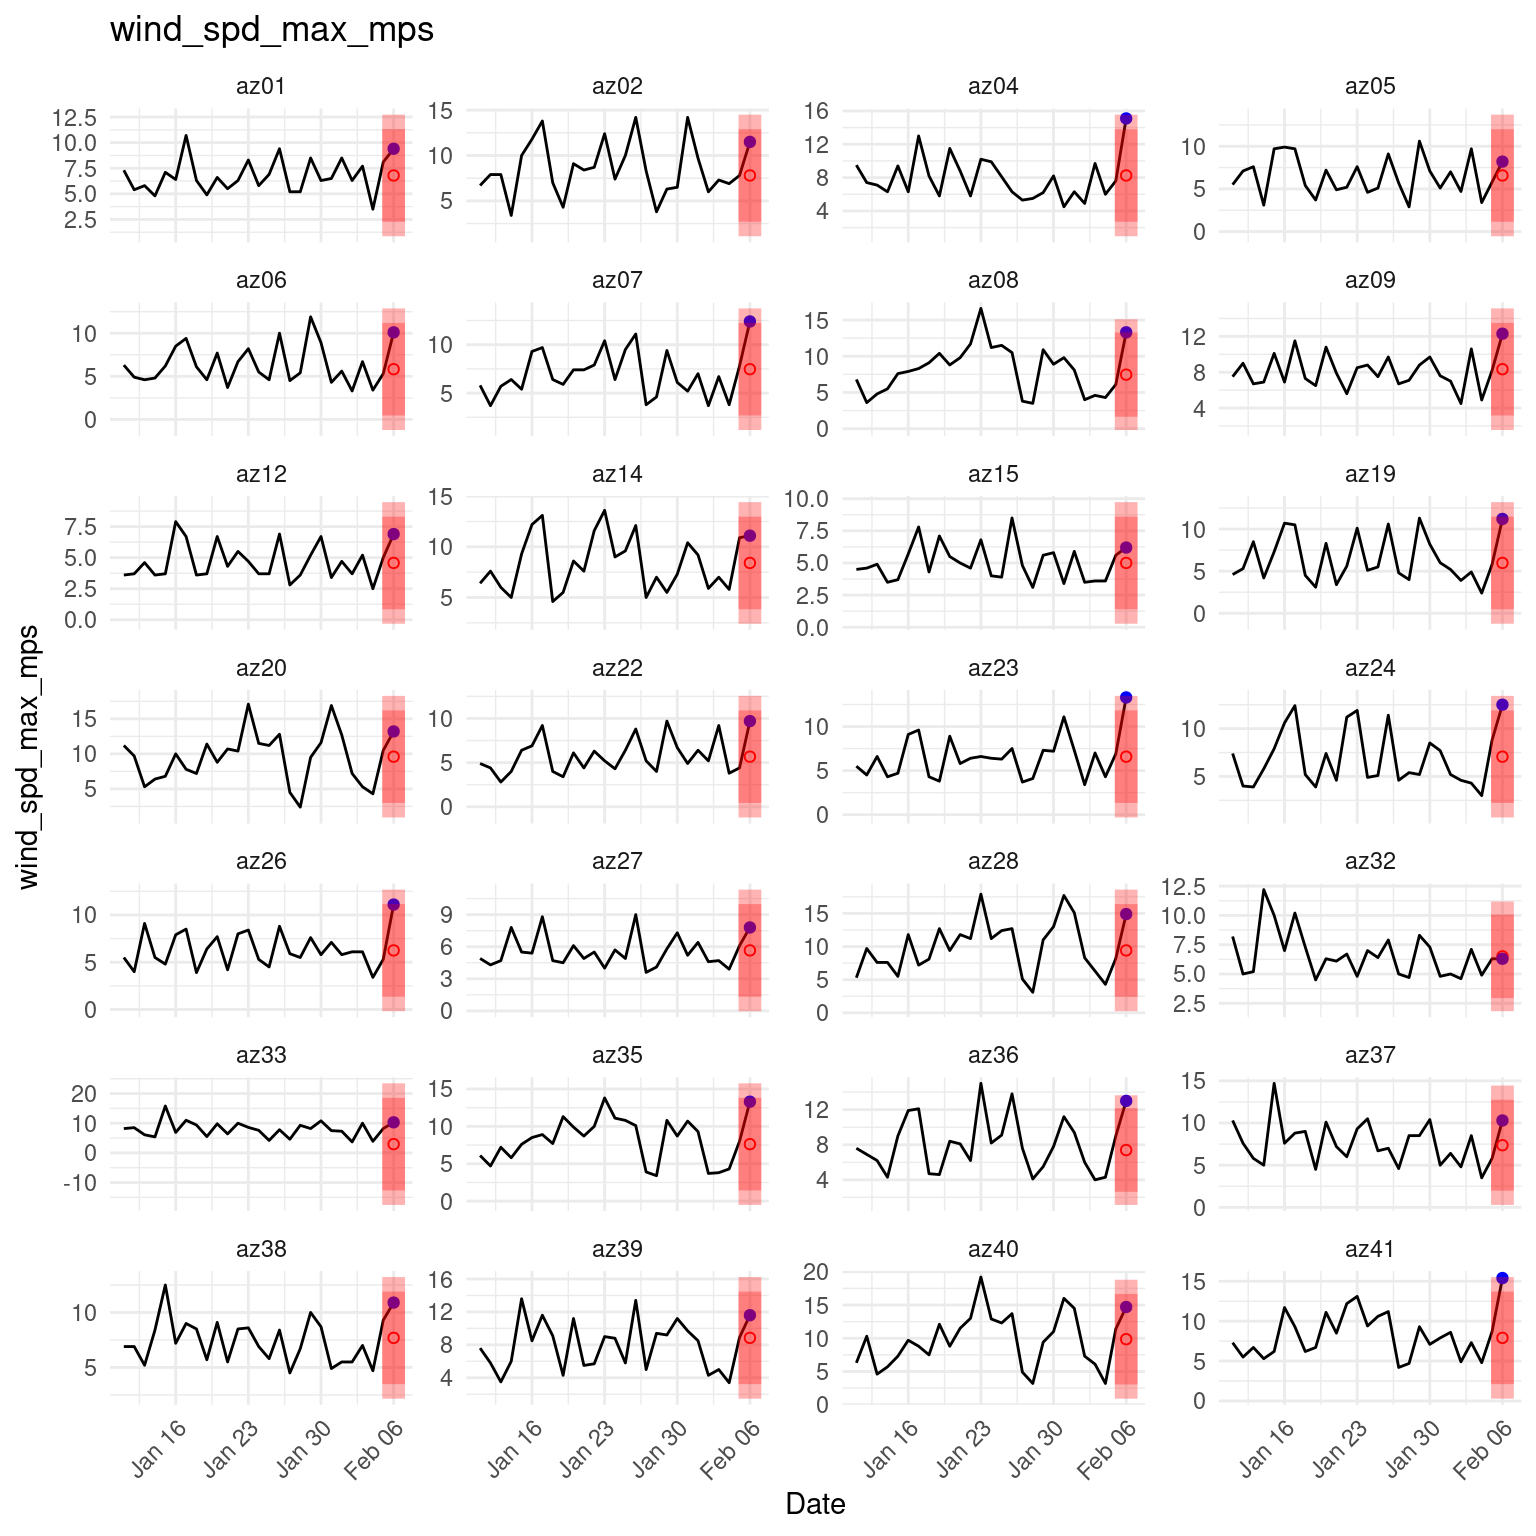 wind_spd_max_mps
az01 az02 az04 az05
12.5 10.0 7.5 5.0 2.5
15 10 5
16 12 8 4
10 5 0
az06 az07 az08 az09
10 5 0
10 5
15 10 5 0
12 8 4
az12 az14 az15 az19
7.5 5.0 2.5 0.0
15 10 5
10.0 7.5 5.0 2.5 0.0
10 5 0
az20 az22 az23 az24
15 10 5
10 5 0
10 5 0
10 5
az26 az27 az28 az32
10 5 0
9 6 3 0
15 10 5 0
12.5 10.0 7.5 5.0 2.5
az33 az35 az36 az37
20 10 0 -10
15 10 5 0
12 8 4
15 10 5 0
az38 az39 az40 az41
10 5
16 12 8 4
20 15 10 5 0
15 10 5 0
Jan 16 Jan 23 Jan 30 Feb 06
Jan 16 Jan 23 Jan 30 Feb 06
Jan 16 Jan 23 Jan 30 Feb 06
Jan 16 Jan 23 Jan 30 Feb 06
Date
wind_spd_max_mps